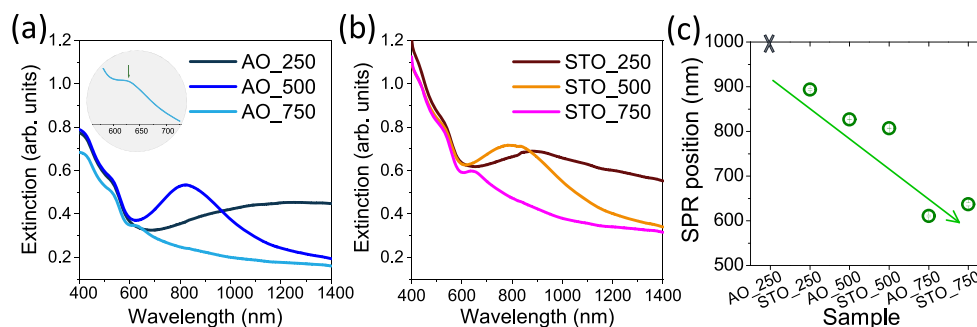 (a)
1.2
1.0
0.8
0.6
0.4
0.2
Extinction (arb. units)
AO_250
AO_500
AO_750
600 650 700
400 600 800 1000 1200 1400
Wavelength (nm)
(b)
1.2
1.0
0.8
0.6
0.4
0.2
Extinction (arb. units)
STO_250
STO_500
STO_750
400 600 800 1000 1200 1400
Wavelength (nm)
(c)
1000
900
800
700
600
500
SPR position (nm)
AO_250
STO_250
AO_500
STO_500
AO_750
STO_750
Sample